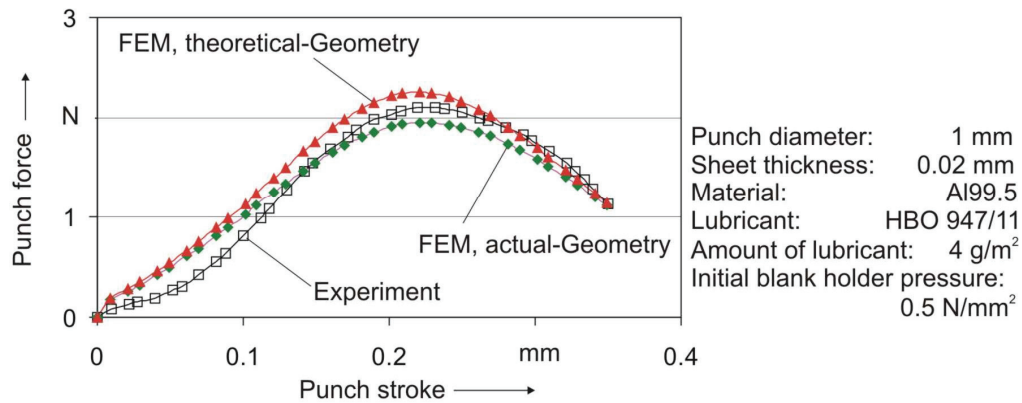 3
FEM, theoretical-Geometry
N
Punch force
1
FEM, actual-Geometry
Experiment
0
0
0.1
0.2
mm
0.4
Punch stroke
Punch diameter: 1 mm
Sheet thickness: 0.02 mm
Material: Al99.5
Lubricant: HBO 947/11
Amount of lubricant: 4 g/m²
Initial blank holder pressure:
0.5 N/mm²